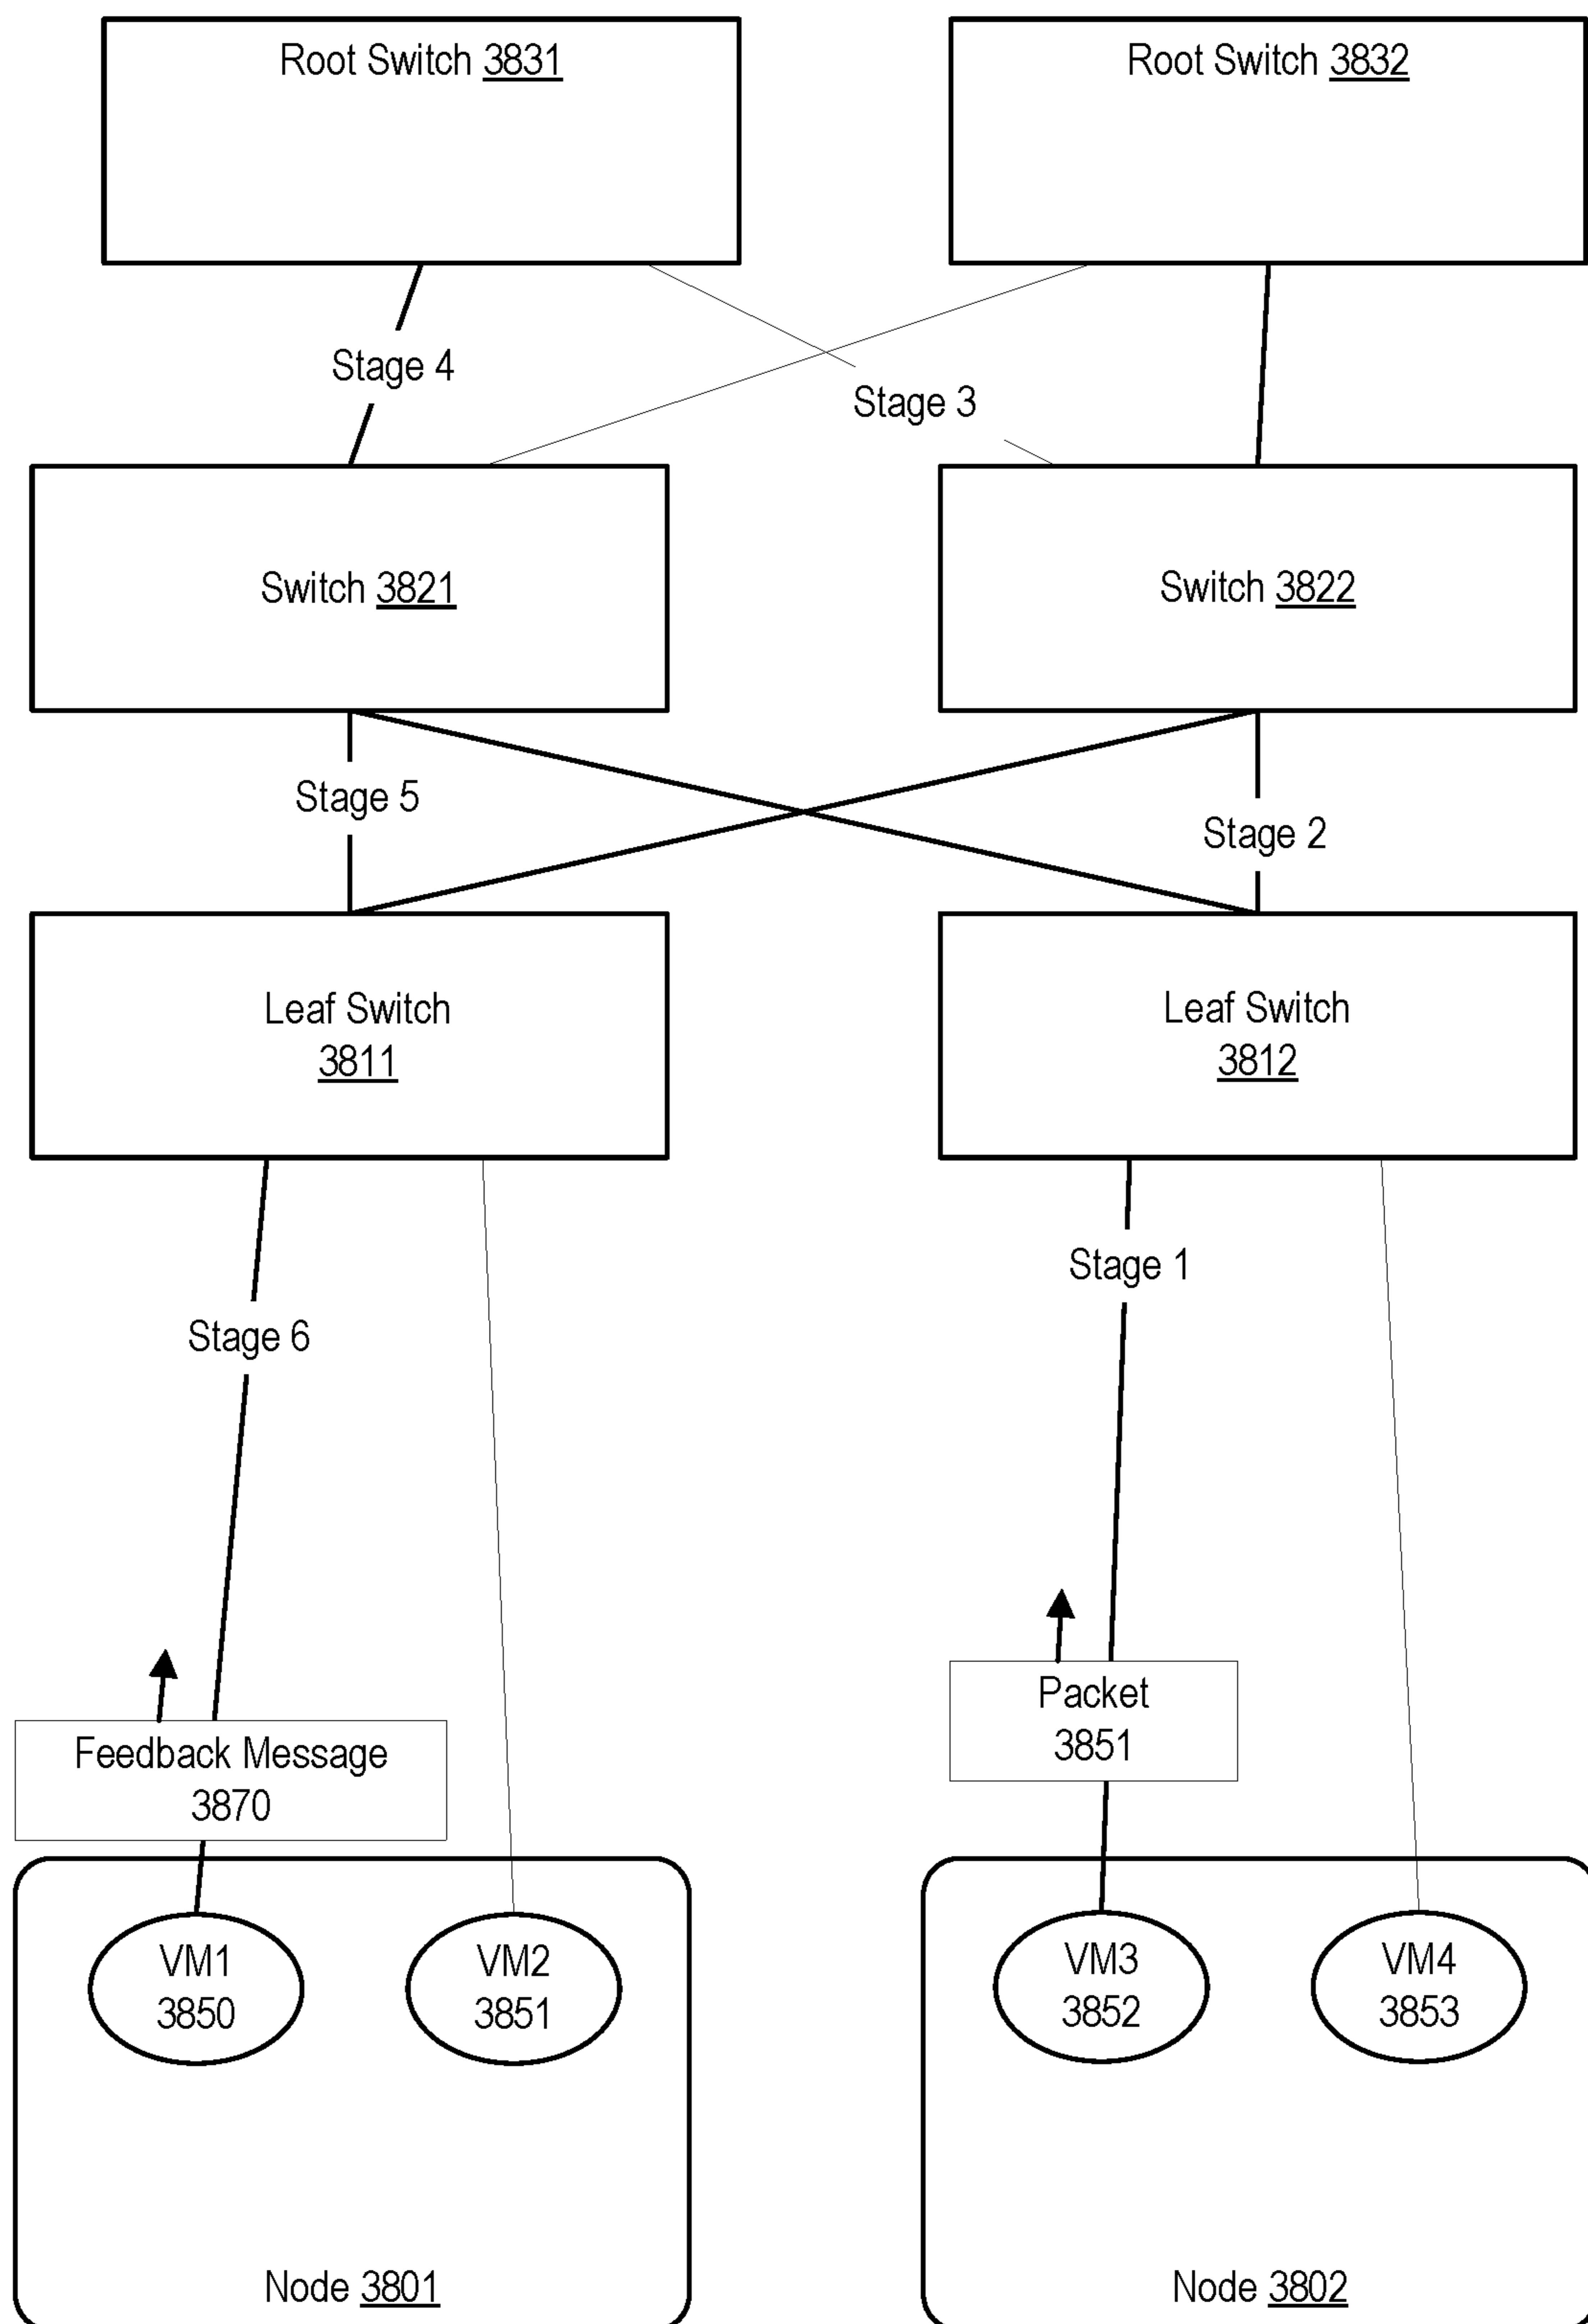 Root Switch 3831
Root Switch 3832
Stage 4
Stage 3
Switch 3821
Switch 3822
Stage 5
Stage 2
Leaf Switch
3811
Leaf Switch
3812
Stage 1
Stage 6
Packet
3851
Feedback Message
3870
VM1
3850
VM2
3851
VM3
3852
VM4
3853
Node 3801
Node 3802